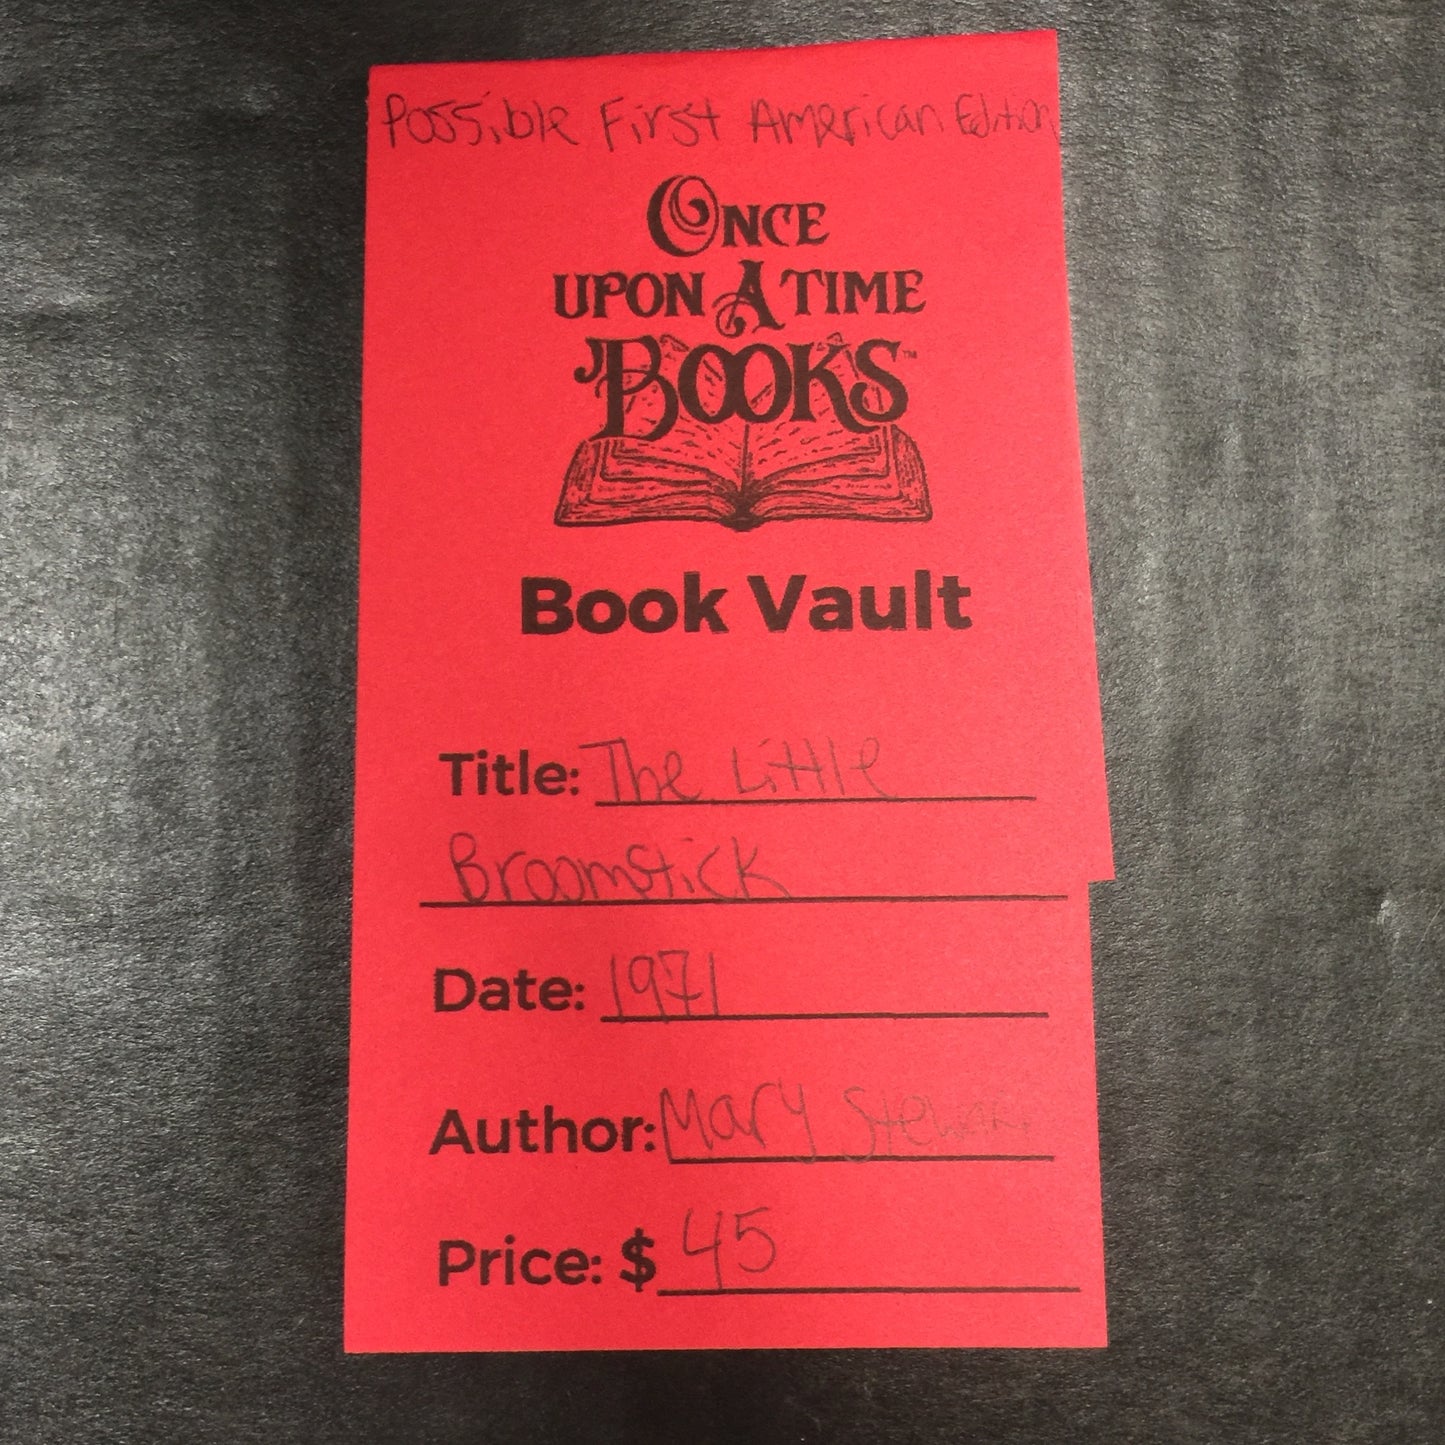 Possible First American Edition
ONCE
UPON A TIME
BOOKS™
Book Vault
Title: The Little
Broomstick
Date: 1971
Author: Mary Stewart
Price: $ 45